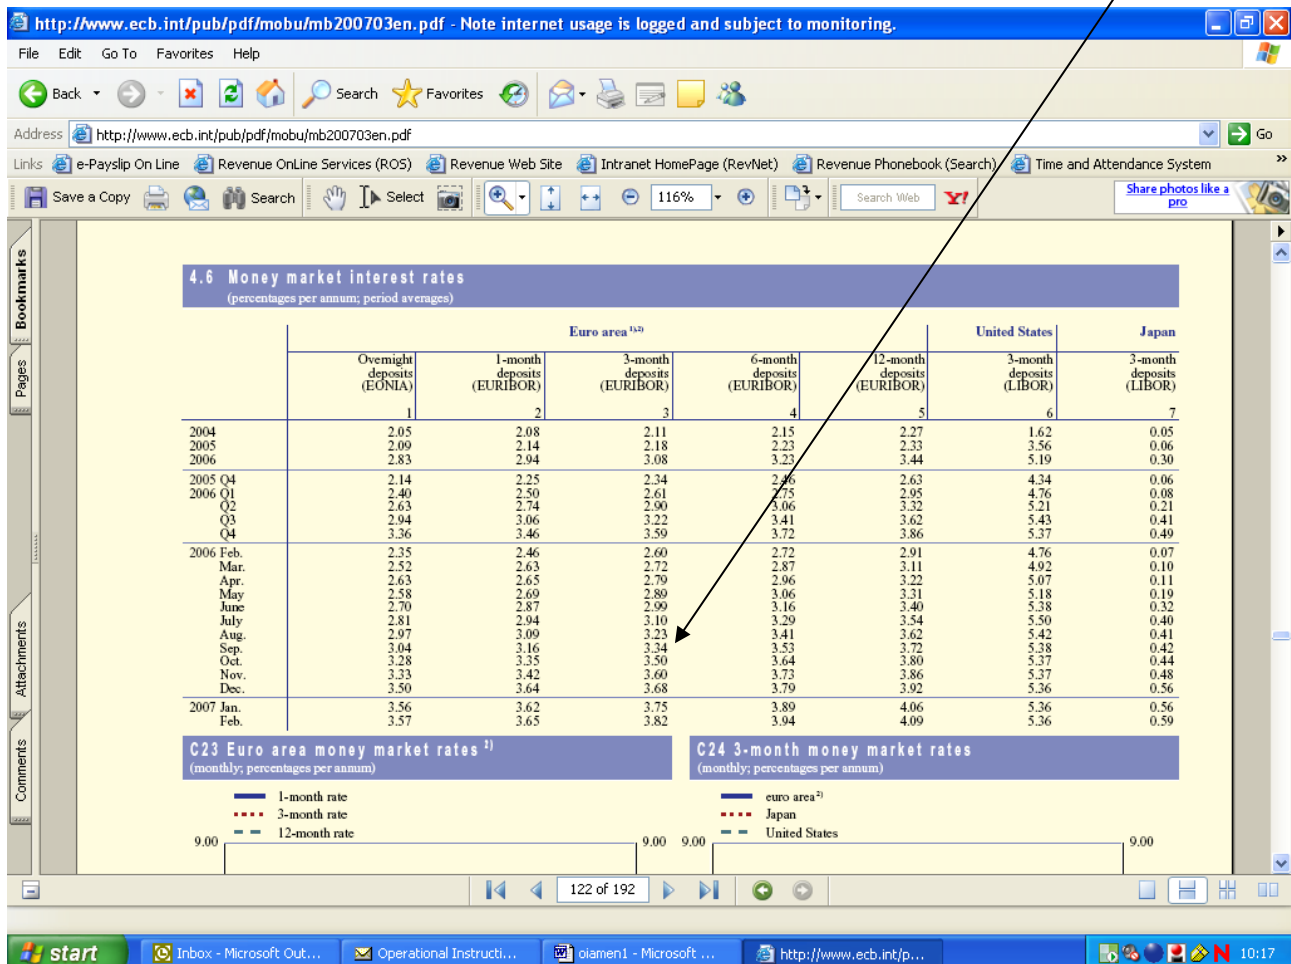 http://www.ecb.int/pub/pdf/mobu/mb200703en.pdf - Note internet usage is logged and subject to monitoring.
File Edit Go To Favorites Help
Back Search Favorites
Address http://www.ecb.int/pub/pdf/mobu/mb200703en.pdf Go
Links e-Payslip On Line Revenue OnLine Services (ROS) Revenue Web Site Intranet HomePage (RevNet) Revenue Phonebook (Search) Time and Attendance System »
Save a Copy Search Select 116% Search Web Y! Share photos like a pro
Bookmarks
Pages
Attachments
Comments
4.6 Money market interest rates
(percentages per annum; period averages)
Euro area 1),2) United States Japan
Overnight 1-month 3-month 6-month 12-month 3-month 3-month
deposits deposits deposits deposits deposits deposits deposits
(EONIA) (EURIBOR) (EURIBOR) (EURIBOR) (EURIBOR) (LIBOR) (LIBOR)
1 2 3 4 5 6 7
2004 2.05 2.08 2.11 2.15 2.27 1.62 0.05
2005 2.09 2.14 2.18 2.23 2.33 3.56 0.06
2006 2.83 2.94 3.08 3.23 3.44 5.19 0.30
2005 Q4 2.14 2.25 2.34 2.46 2.63 4.34 0.06
2006 Q1 2.40 2.50 2.61 2.75 2.95 4.76 0.08
Q2 2.63 2.74 2.90 3.06 3.32 5.21 0.21
Q3 2.94 3.06 3.22 3.41 3.62 5.43 0.41
Q4 3.36 3.46 3.59 3.72 3.86 5.37 0.49
2006 Feb. 2.35 2.46 2.60 2.72 2.91 4.76 0.07
Mar. 2.52 2.63 2.72 2.87 3.11 4.92 0.10
Apr. 2.63 2.65 2.79 2.96 3.22 5.07 0.11
May 2.58 2.69 2.89 3.06 3.31 5.18 0.19
June 2.70 2.87 2.99 3.16 3.40 5.38 0.32
July 2.81 2.94 3.10 3.29 3.54 5.50 0.40
Aug. 2.97 3.09 3.23 3.41 3.62 5.42 0.41
Sep. 3.04 3.16 3.34 3.53 3.72 5.38 0.42
Oct. 3.28 3.35 3.50 3.64 3.80 5.37 0.44
Nov. 3.33 3.42 3.60 3.73 3.86 5.37 0.48
Dec. 3.50 3.64 3.68 3.79 3.92 5.36 0.56
2007 Jan. 3.56 3.62 3.75 3.89 4.06 5.36 0.56
Feb. 3.57 3.65 3.82 3.94 4.09 5.36 0.59
C23 Euro area money market rates 2)
(monthly; percentages per annum)
1-month rate
3-month rate
12-month rate
9.00 9.00
C24 3-month money market rates
(monthly; percentages per annum)
euro area 2)
Japan
United States
9.00 9.00
122 of 192
start Inbox - Microsoft Out... Operational Instructi... oiamen1 - Microsoft ... http://www.ecb.int/p... N 10:17